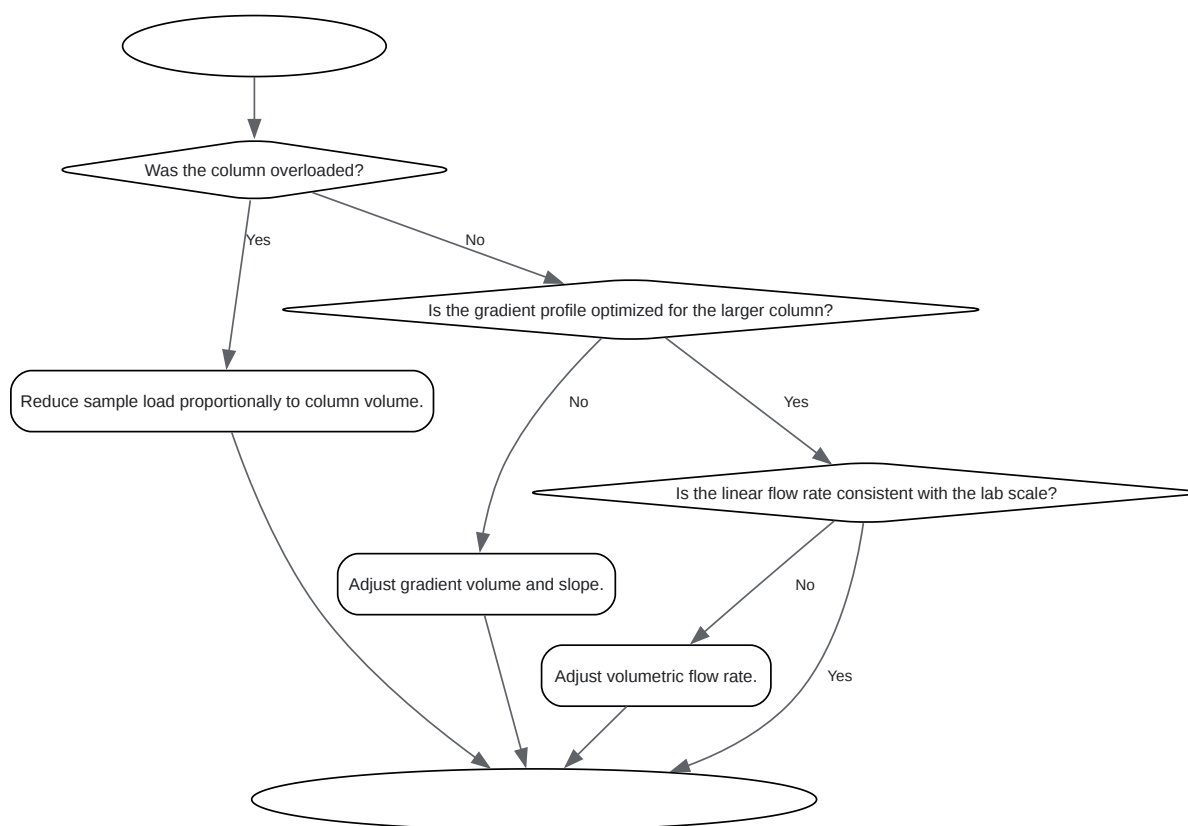 Was the column overloaded?
Yes
No
Is the gradient profile optimized for the larger column?
Reduce sample load proportionally to column volume.
No
Yes
Is the linear flow rate consistent with the lab scale?
Adjust gradient volume and slope.
No
Adjust volumetric flow rate.
Yes